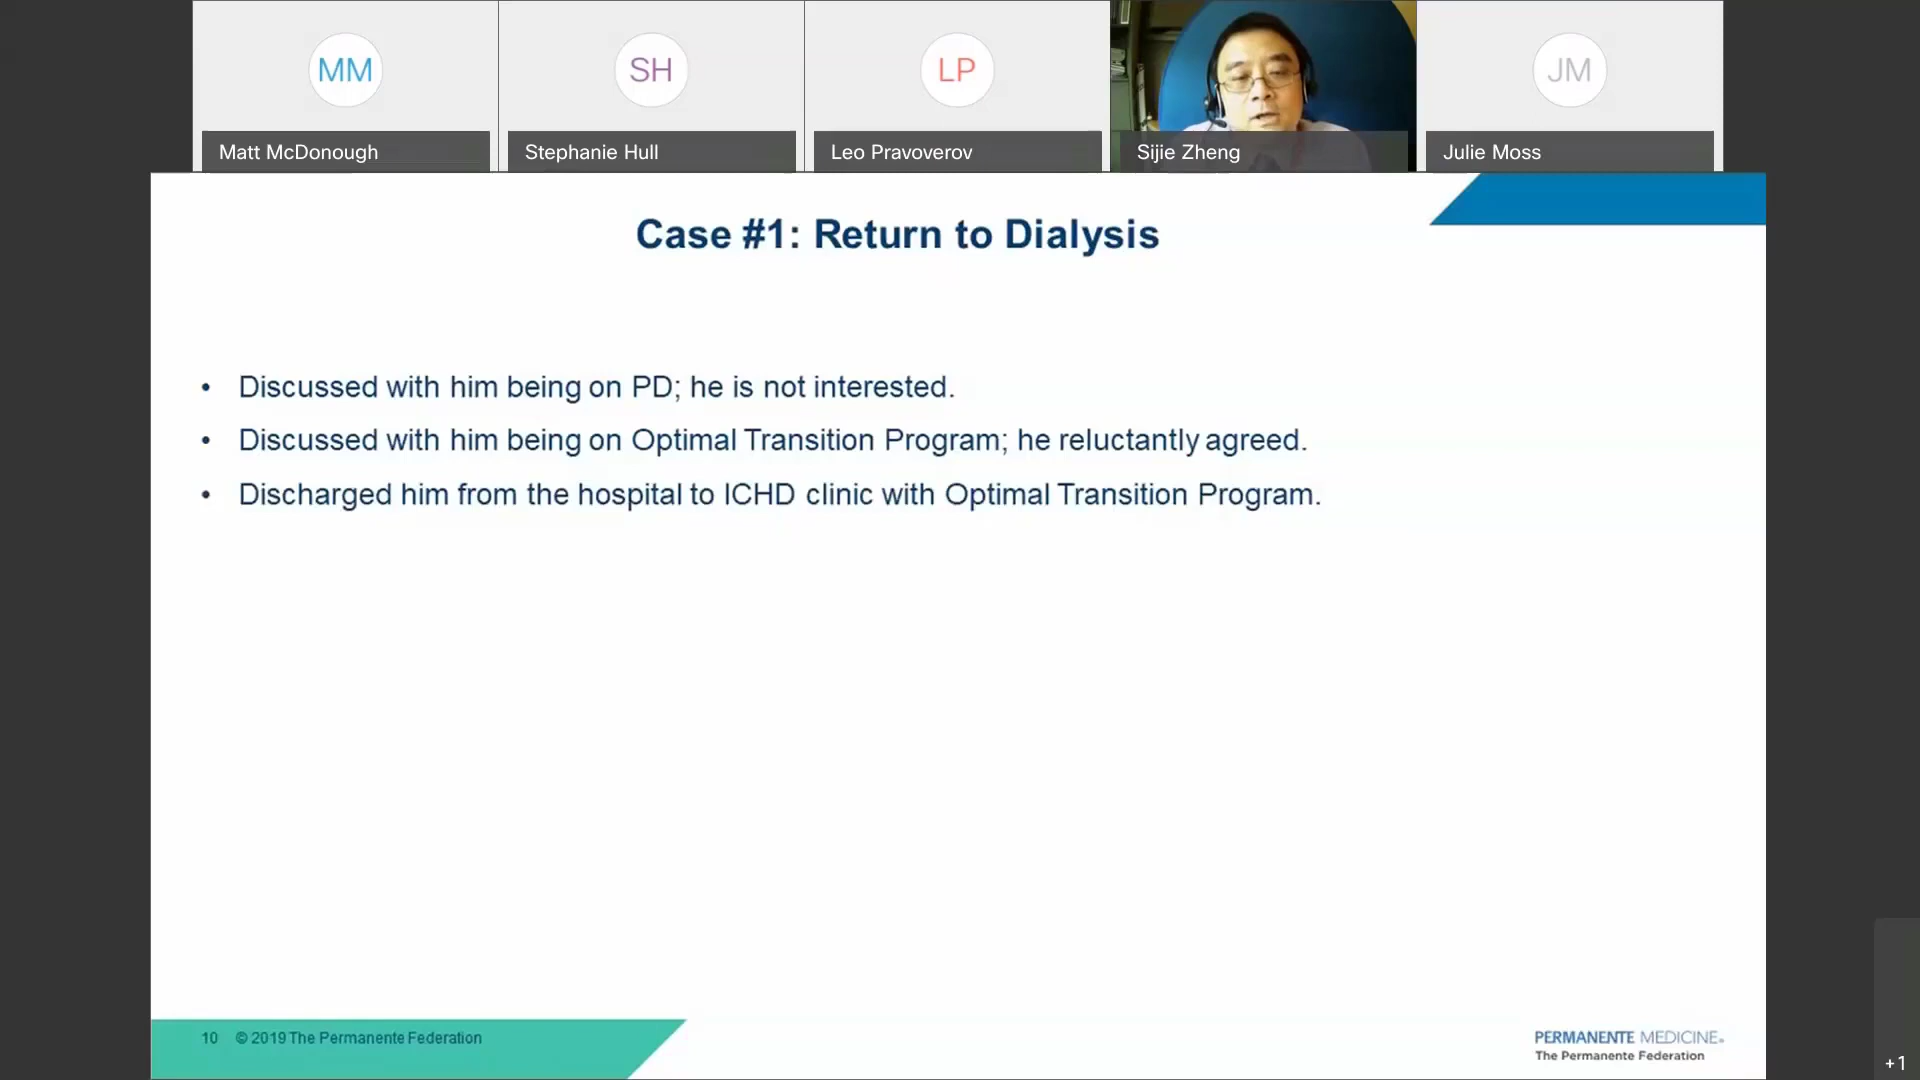 MM
SH
LP
JM
Matt McDonough
Stephanie Hull
Leo Pravoverov
Sijie Zheng
Julie Moss
Case #1: Return to Dialysis
• Discussed with him being on PD; he is not interested.
• Discussed with him being on Optimal Transition Program; he reluctantly agreed.
• Discharged him from the hospital to ICHD clinic with Optimal Transition Program.
10 © 2019 The Permanente Federation
PERMANENTE MEDICINE®
The Permanente Federation
+1